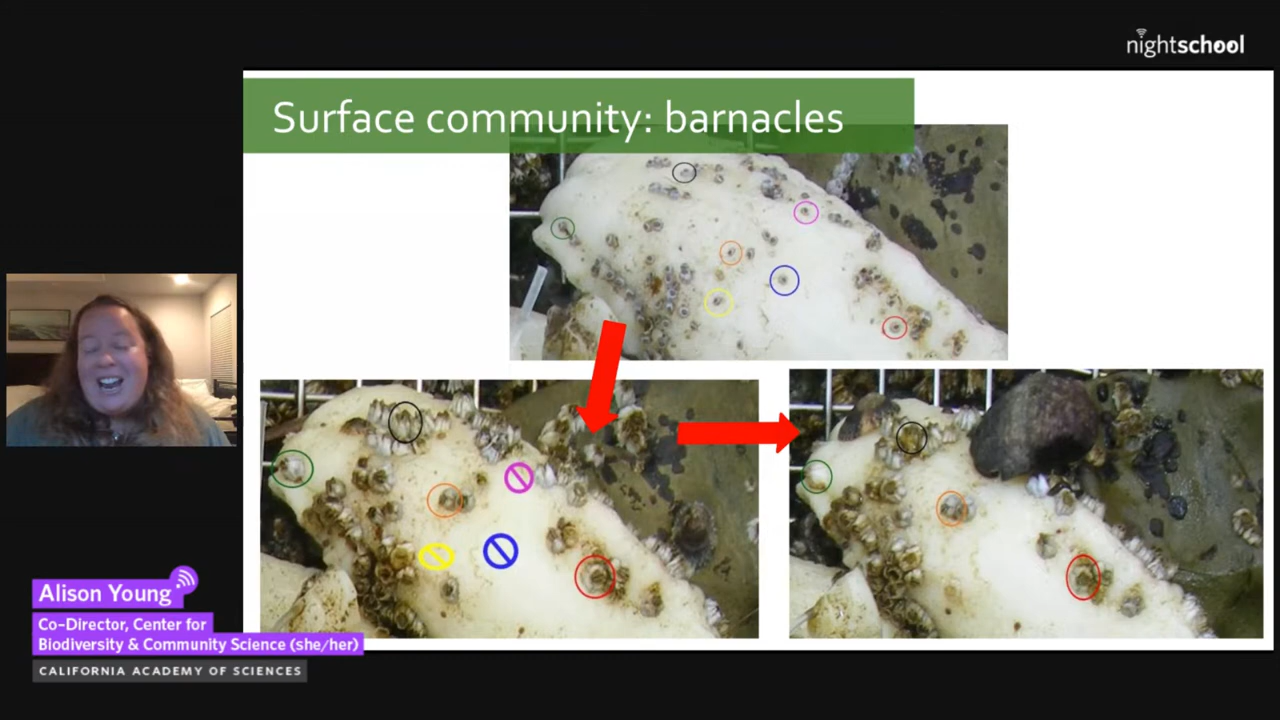 nightschool
Surface community: barnacles
Alison Young
Co-Director, Center for
Biodiversity & Community Science (she/her)
CALIFORNIA ACADEMY OF SCIENCES